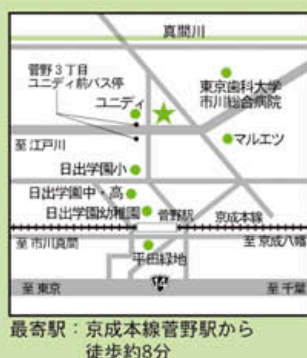 真間川
菅野3丁目
ユニディ前バス停
ユニディ
東京歯科大学
市川総合病院
マルエツ
至江戸川
日出学園小
日出学園中・高
日出学園幼稚園
菅野駅
京成本線
至市川真間
至京成八幡
平田緑地
至東京
14
至千葉
最寄駅：京成本線菅野駅から
徒歩約8分